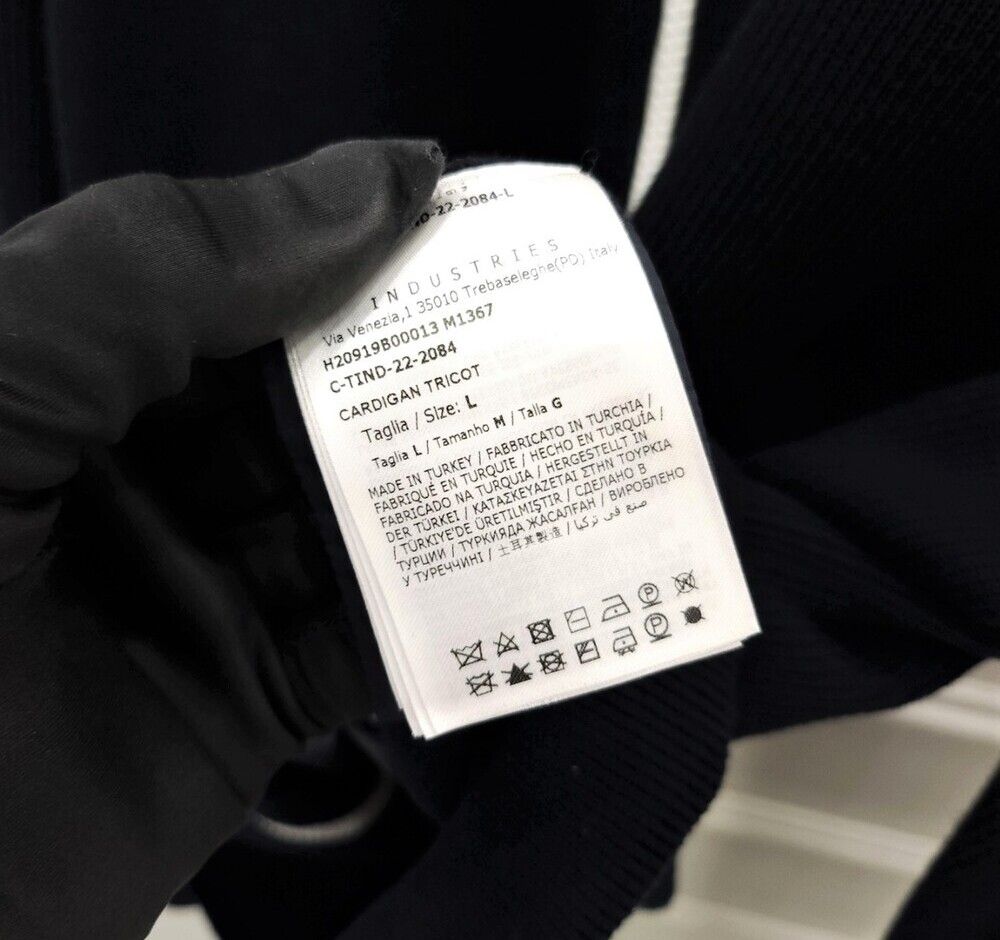 -22-2084-L
INDUSTRIES
Via Venezia,1 35010 Trebaseleghe(PD) Italy
H20919B00013 M1367
C-TIND-22-2084
CARDIGAN TRICOT
Taglia / Size: L
Taglia L / Tamanho M / Talla G
MADE IN TURKEY / FABBRICATO IN TURCHIA /
FABRIQUÉ EN TURQUIE / HECHO EN TURQUÍA /
FABRICADO NA TURQUIA / HERGESTELLT IN
DER TÜRKEI / ΚΑΤΑΣΚΕΥΑΖΕΤΑΙ ΣΤΗΝ ΤΟΥΡΚΙΑ
/ TÜRKIYE'DE ÜRETILMIŞTIR / СДЕЛАНО В
ТУРЦИИ / ТУРКИЯДА ЖАСАЛҒАН / ВИРОБЛЕНО
У ТУРЕЧЧИНІ / 土耳其製造 / صنع في تركيا
P
P